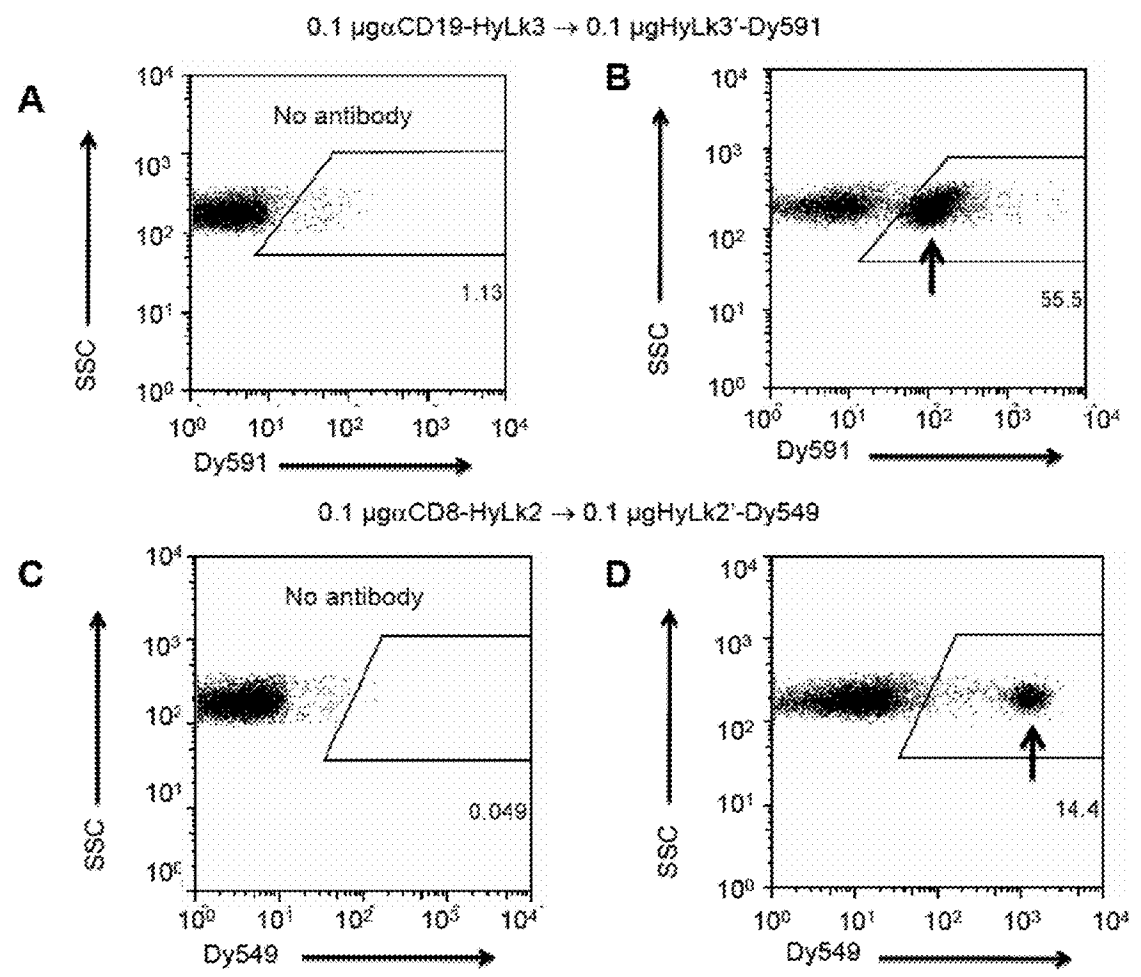 0.1 µgαCD19-HyLk3 → 0.1 µgHyLk3'-Dy591
A
No antibody
SSC
10⁴
10³
10²
10¹
10⁰
1.13
10⁰ 10¹ 10² 10³ 10⁴
Dy591
B
SSC
10⁴
10³
10²
10¹
10⁰
55.5
10⁰ 10¹ 10² 10³ 10⁴
Dy591
0.1 µgαCD8-HyLk2 → 0.1 µgHyLk2'-Dy549
C
No antibody
SSC
10⁴
10³
10¹
0.049
10⁰ 10¹ 10² 10³ 10⁴
Dy549
D
SSC
10⁴
10³
10²
10¹
10⁰
14.4
10⁰ 10¹ 10² 10³ 10⁴
Dy549